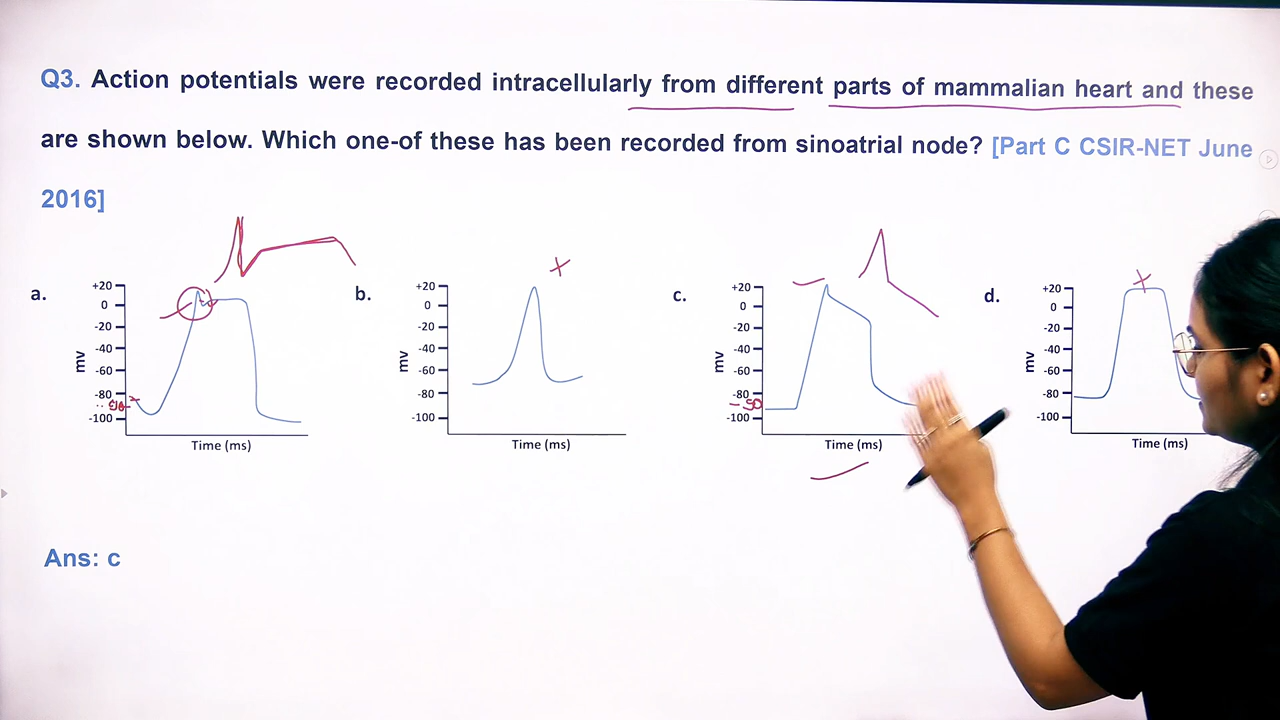 Q3. Action potentials were recorded intracellularly from different parts of mammalian heart and these
are shown below. Which one-of these has been recorded from sinoatrial node? [Part C CSIR-NET June
2016]
a.
+20
0
-20
-40
-60
-80
-100
mv
Time (ms)
b.
+20
0
-20
-40
-60
-80
-100
mv
Time (ms)
c.
+20
0
-20
-40
-60
-80
-90
-100
mv
Time (ms)
d.
+20
0
-20
-40
-60
-80
-100
mv
Time (ms)
Ans: c